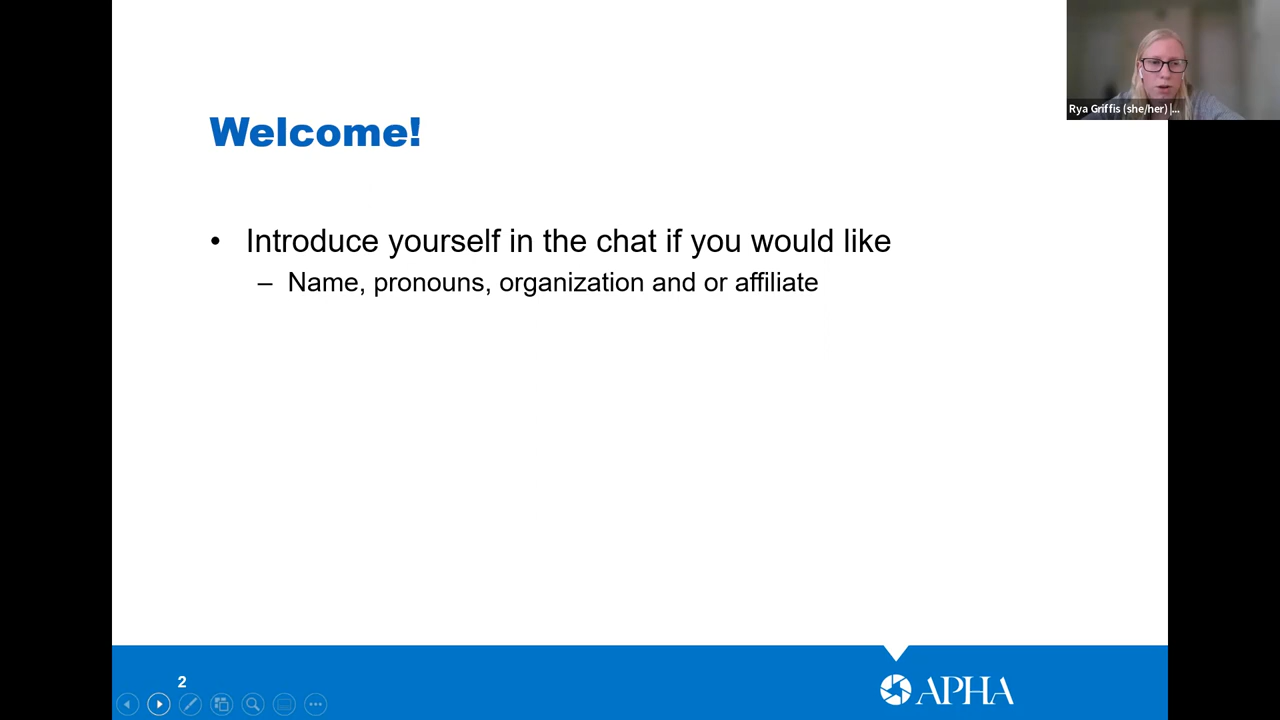 Rya Griffis (she/her) |...
Welcome!
• Introduce yourself in the chat if you would like
– Name, pronouns, organization and or affiliate
2
APHA